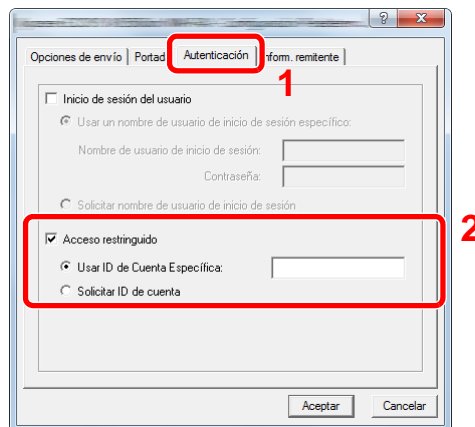 Opciones de envío Portad Autenticación nform. remitente
1
Inicio de sesión del usuario
Usar un nombre de usuario de inicio de sesión específico:
Nombre de usuario de inicio de sesión:
Contraseña:
Solicitar nombre de usuario de inicio de sesión
2
Acceso restringuido
Usar ID de Cuenta Específica:
Solicitar ID de cuenta
Aceptar Cancelar